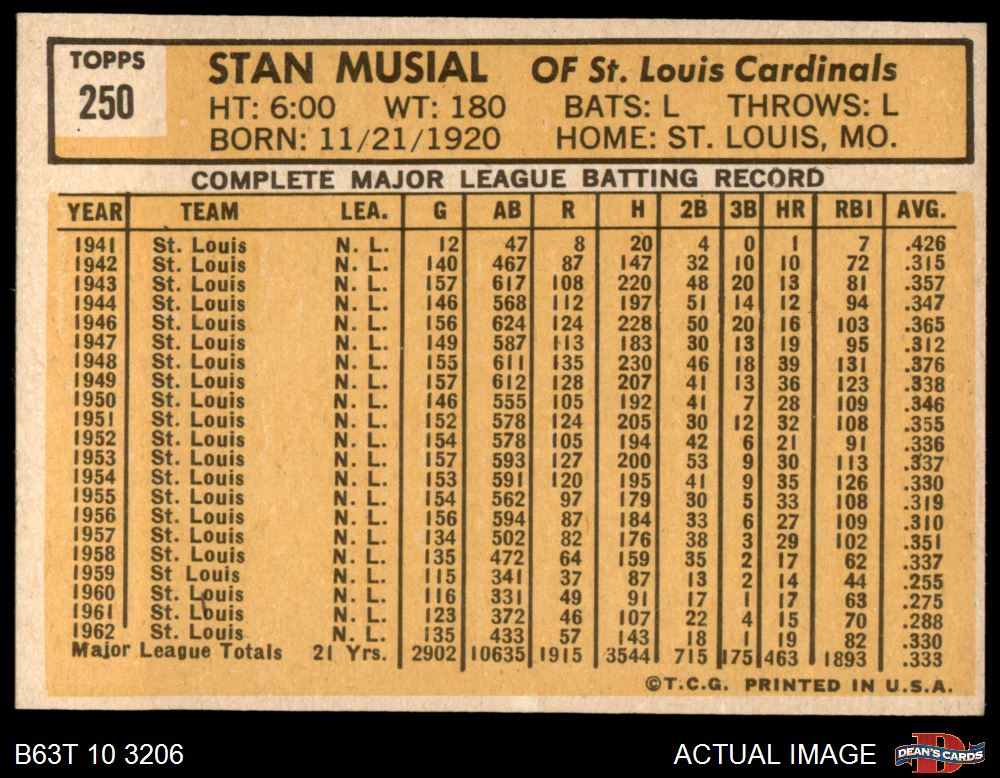 TOPPS
250
STAN MUSIAL OF St. Louis Cardinals
HT: 6:00 WT: 180 BATS: L THROWS: L
BORN: 11/21/1920 HOME: ST. LOUIS, MO.
COMPLETE MAJOR LEAGUE BATTING RECORD
YEAR TEAM LEA. G AB R H 2B 3B HR RBI AVG.
1941 St. Louis N. L. 12 47 8 20 4 0 1 7 .426
1942 St. Louis N. L. 140 467 87 147 32 10 10 72 .315
1943 St. Louis N. L. 157 617 108 220 48 20 13 81 .357
1944 St. Louis N. L. 146 568 112 197 51 14 12 94 .347
1946 St. Louis N. L. 156 624 124 228 50 20 16 103 .365
1947 St. Louis N. L. 149 587 113 183 30 13 19 95 .312
1948 St. Louis N. L. 155 611 135 230 46 18 39 131 .376
1949 St. Louis N. L. 157 612 128 207 41 13 36 123 .338
1950 St. Louis N. L. 146 555 105 192 41 7 28 109 .346
1951 St. Louis N. L. 152 578 124 205 30 12 32 108 .355
1952 St. Louis N. L. 154 578 105 194 42 6 21 91 .336
1953 St. Louis N. L. 157 593 127 200 53 9 30 113 .337
1954 St. Louis N. L. 153 591 120 195 41 9 35 126 .330
1955 St. Louis N. L. 154 562 97 179 30 5 33 108 .319
1956 St. Louis N. L. 156 594 87 184 33 6 27 109 .310
1957 St. Louis N. L. 134 502 82 176 38 3 29 102 .351
1958 St. Louis N. L. 135 472 64 159 35 2 17 62 .337
1959 St Louis N. L. 115 341 37 87 13 2 14 44 .255
1960 St. Louis N. L. 116 331 49 91 17 1 17 63 .275
1961 St. Louis N. L. 123 372 46 107 22 4 15 70 .288
1962 St. Louis N. L. 135 433 57 143 18 1 19 82 .330
Major League Totals 21 Yrs. 2902 10635 1915 3544 715 175 463 1893 .333
©T.C.G. PRINTED IN U.S.A.
B63T 10 3206 ACTUAL IMAGE DEAN'S CARDS